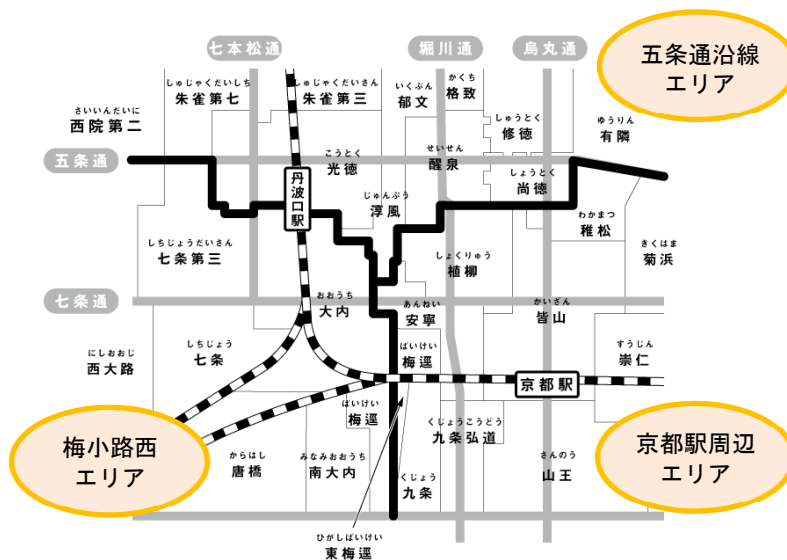 七本松通
堀川通
烏丸通
五条通沿線
エリア
しゅじゃくだいしち
朱雀第七
しゅじゃくだいさん
朱雀第三
いくぶん
郁文
かくち
格致
さいいんだいに
西院第二
しゅうとく
修徳
ゆうりん
有隣
五条通
こうとく
光徳
せいせん
醒泉
しょうとく
尚徳
丹波口駅
じゅんぷう
淳風
わかまつ
稚松
しちじょうだいさん
七条第三
しょくりゅう
植柳
きくはま
菊浜
七条通
おおうち
大内
あんねい
安寧
かいざん
皆山
にしおおじ
西大路
しちじょう
七条
ばいけい
梅逕
すうじん
崇仁
京都駅
梅小路西
エリア
ばいけい
梅逕
くじょうこうどう
九条弘道
京都駅周辺
エリア
からはし
唐橋
みなみおおうち
南大内
くじょう
九条
さんのう
山王
ひがしばいけい
東梅逕